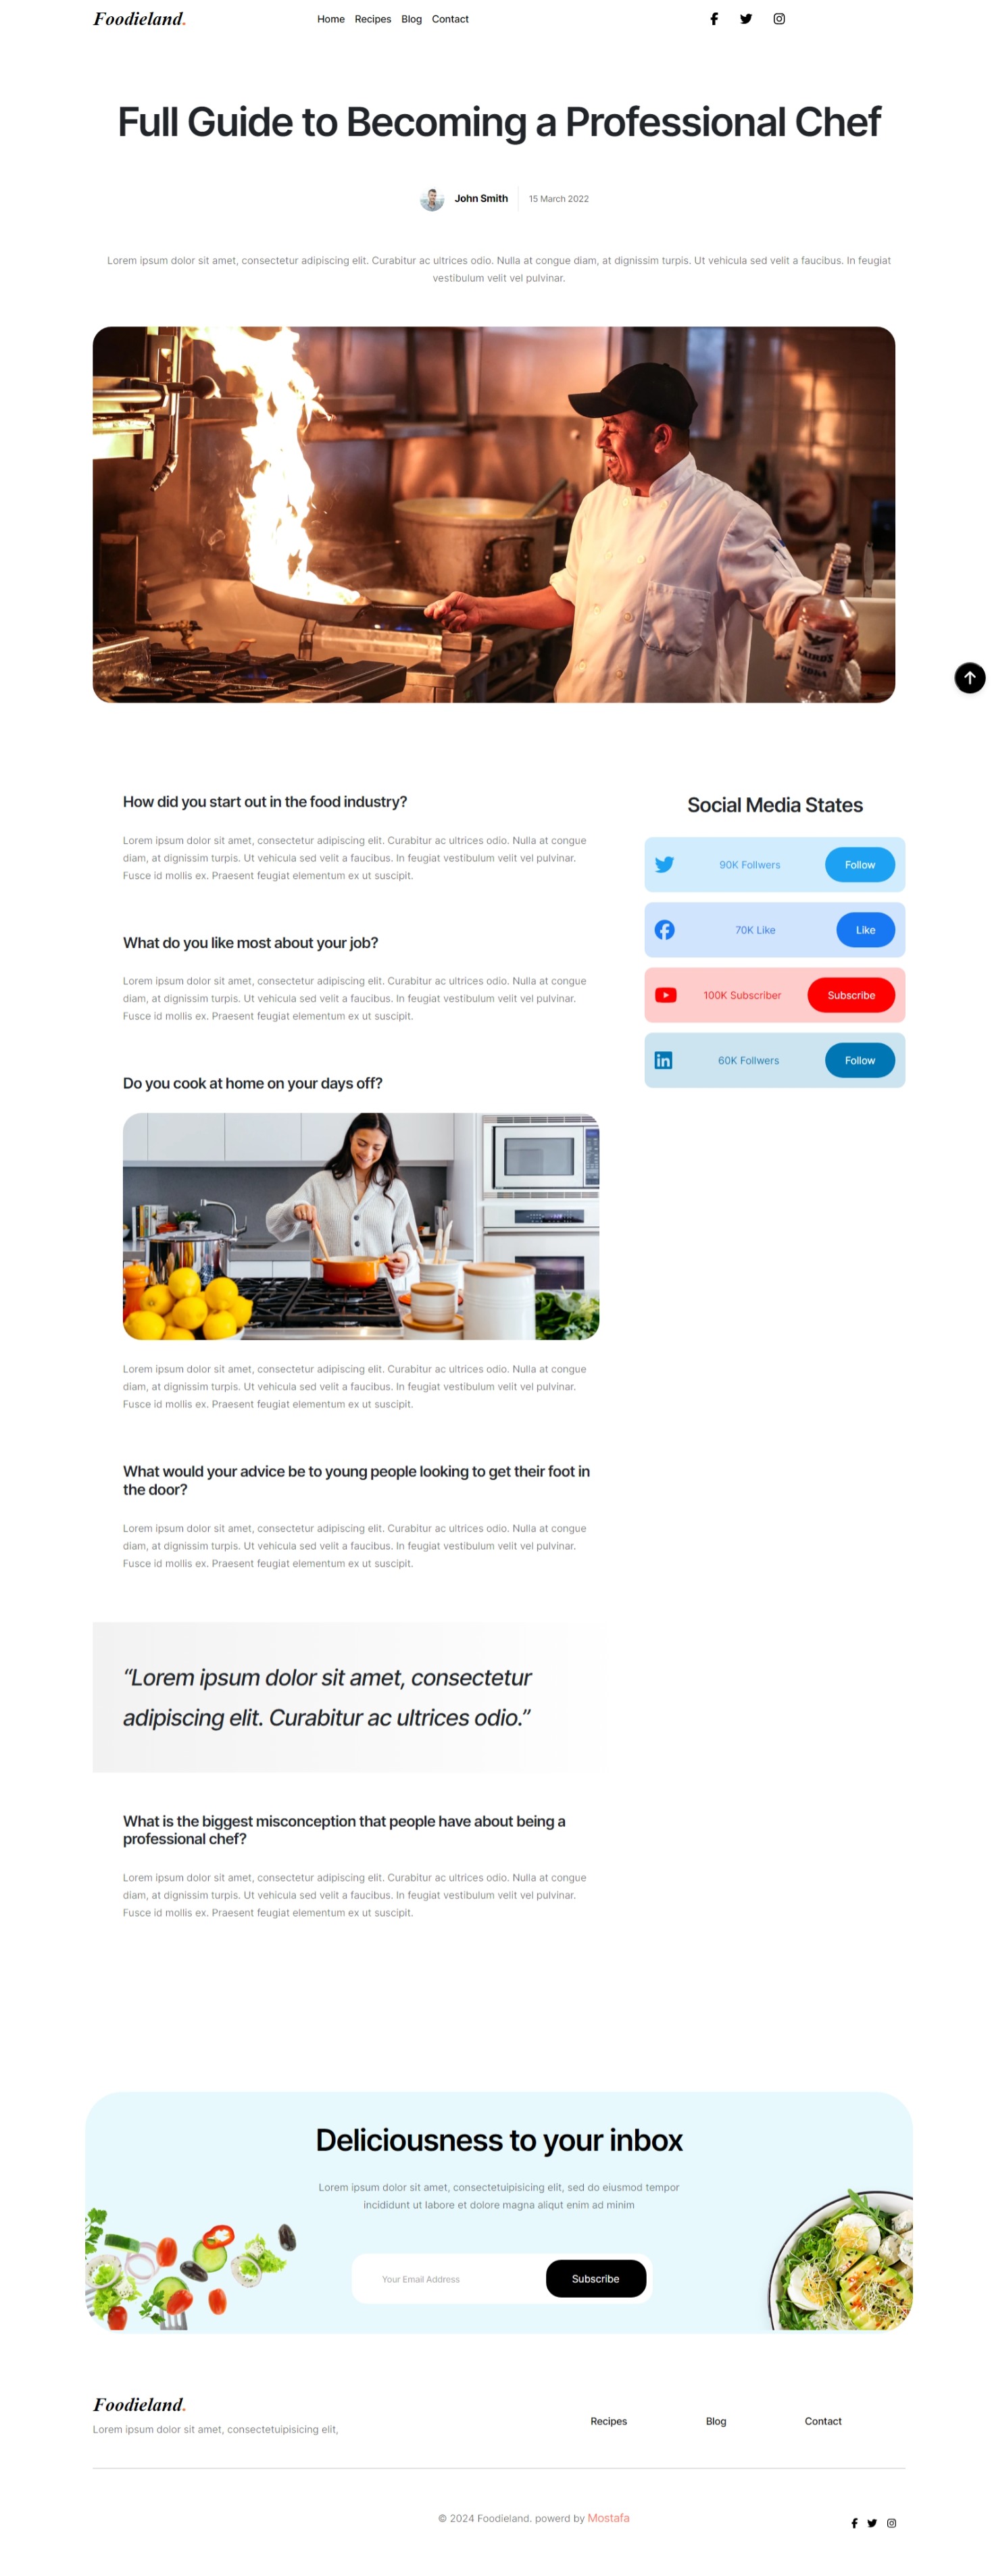 Foodieland.
Home Recipes Blog Contact
Full Guide to Becoming a Professional Chef
John Smith
15 March 2022
Lorem ipsum dolor sit amet, consectetur adipiscing elit. Curabitur ac ultrices odio. Nulla at congue diam, at dignissim turpis. Ut vehicula sed velit a faucibus. In feugiat
vestibulum velit vel pulvinar.
LAIRD'S
VODKA
How did you start out in the food industry?
Lorem ipsum dolor sit amet, consectetur adipiscing elit. Curabitur ac ultrices odio. Nulla at congue
diam, at dignissim turpis. Ut vehicula sed velit a faucibus. In feugiat vestibulum velit vel pulvinar.
Fusce id mollis ex. Praesent feugiat elementum ex ut suscipit.
What do you like most about your job?
Lorem ipsum dolor sit amet, consectetur adipiscing elit. Curabitur ac ultrices odio. Nulla at congue
diam, at dignissim turpis. Ut vehicula sed velit a faucibus. In feugiat vestibulum velit vel pulvinar.
Fusce id mollis ex. Praesent feugiat elementum ex ut suscipit.
Do you cook at home on your days off?
Lorem ipsum dolor sit amet, consectetur adipiscing elit. Curabitur ac ultrices odio. Nulla at congue
diam, at dignissim turpis. Ut vehicula sed velit a faucibus. In feugiat vestibulum velit vel pulvinar.
Fusce id mollis ex. Praesent feugiat elementum ex ut suscipit.
What would your advice be to young people looking to get their foot in
the door?
Lorem ipsum dolor sit amet, consectetur adipiscing elit. Curabitur ac ultrices odio. Nulla at congue
diam, at dignissim turpis. Ut vehicula sed velit a faucibus. In feugiat vestibulum velit vel pulvinar.
Fusce id mollis ex. Praesent feugiat elementum ex ut suscipit.
“Lorem ipsum dolor sit amet, consectetur
adipiscing elit. Curabitur ac ultrices odio.”
What is the biggest misconception that people have about being a
professional chef?
Lorem ipsum dolor sit amet, consectetur adipiscing elit. Curabitur ac ultrices odio. Nulla at congue
diam, at dignissim turpis. Ut vehicula sed velit a faucibus. In feugiat vestibulum velit vel pulvinar.
Fusce id mollis ex. Praesent feugiat elementum ex ut suscipit.
Social Media States
90K Follwers Follow
70K Like Like
100K Subscriber Subscribe
60K Follwers Follow
Deliciousness to your inbox
Lorem ipsum dolor sit amet, consectetuipisicing elit, sed do eiusmod tempor
incididunt ut labore et dolore magna aliqut enim ad minim
Your Email Address
Subscribe
Foodieland.
Lorem ipsum dolor sit amet, consectetuipisicing elit,
Recipes Blog Contact
© 2024 Foodieland. powerd by Mostafa